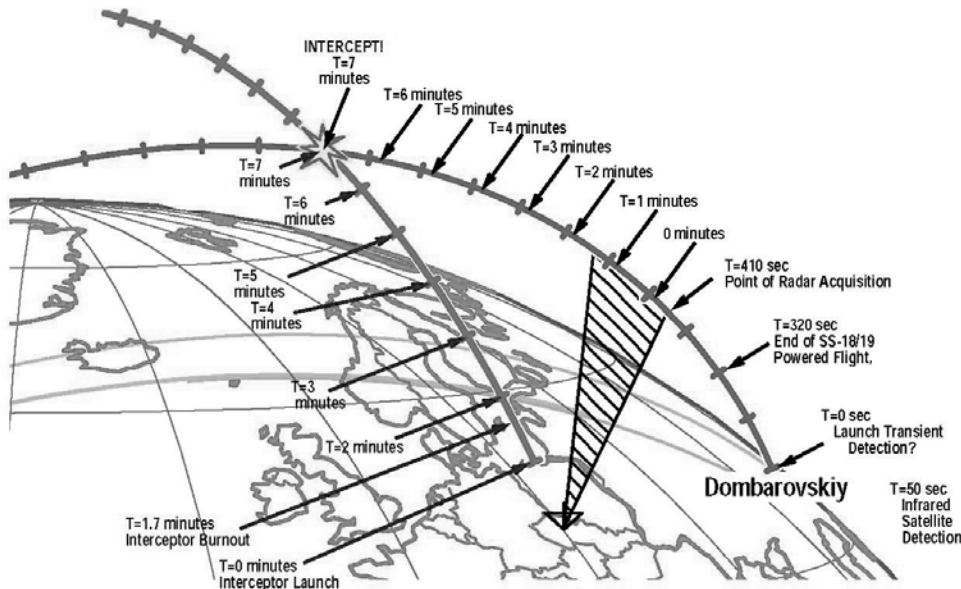 INTERCEPT!
T=7
minutes
T=6 minutes
T=5 minutes
T=4 minutes
T=3 minutes
T=2 minutes
T=1 minutes
0 minutes
T=410 sec
Point of Radar Acquisition
T=320 sec
End of SS-18/19
Powered Flight,
T=0 sec
Launch Transient
Detection?
Dombarovskiy
T=50 sec
Infrared
Satellite
Detection
T=7
minutes
T=6
minutes
T=5
minutes
T=4
minutes
T=3
minutes
T=2 minutes
T=1.7 minutes
Interceptor Burnout
T=0 minutes
Interceptor Launch